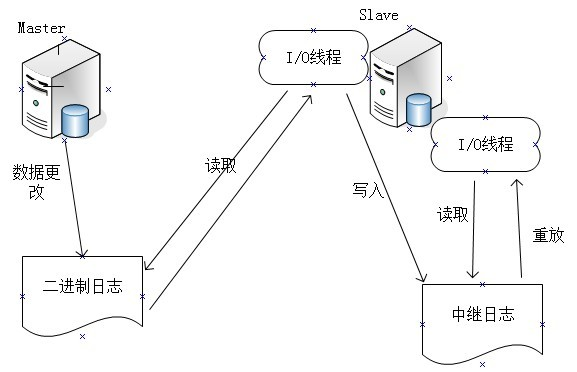 Master
Slave
I/O线程
I/O线程
数据更
改
读取
写入
读取
重放
二进制日志
中继日志